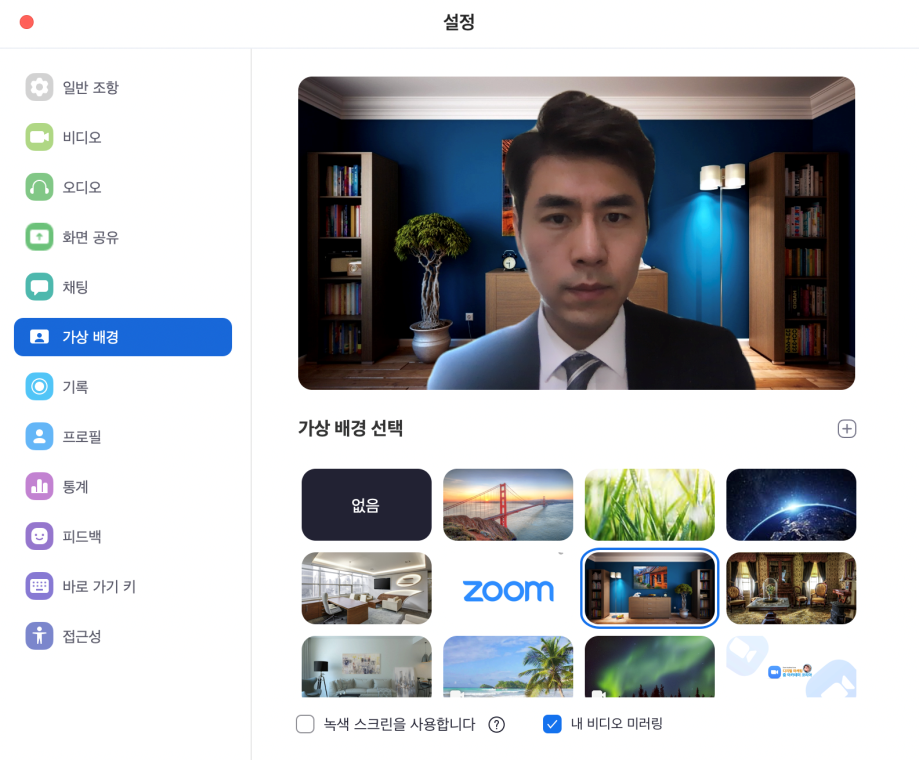 설정
일반 조항
비디오
오디오
화면 공유
채팅
가상 배경
기록
프로필
통계
피드백
바로 가기 키
접근성
가상 배경 선택
없음
zoom
녹색 스크린을 사용합니다
내 비디오 미러링